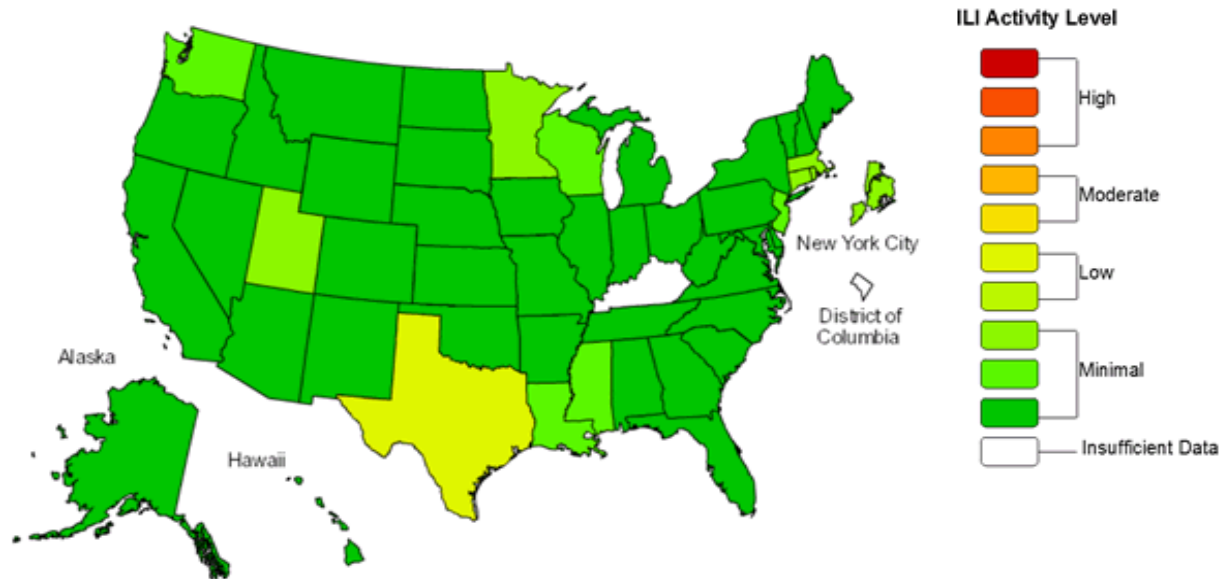 ILI Activity Level
High
Moderate
Low
Minimal
Insufficient Data
New York City
District of
Columbia
Alaska
Hawaii